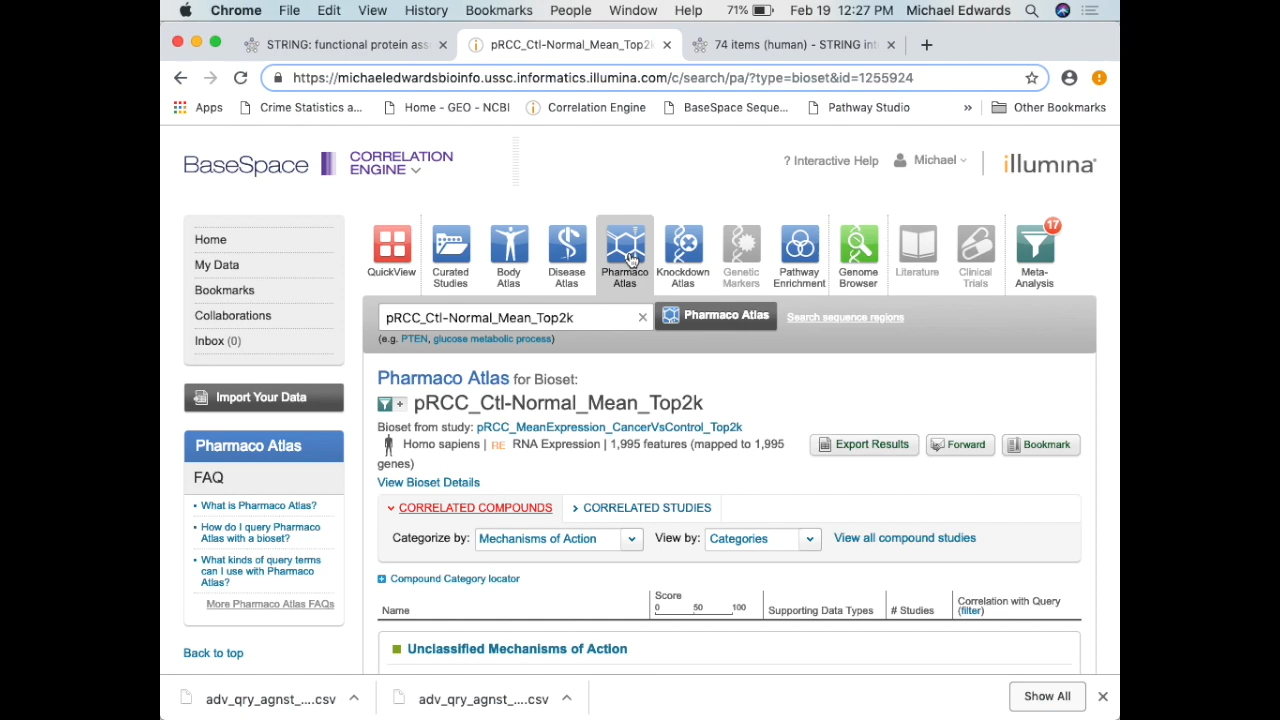 Chrome File Edit View History Bookmarks People Window Help 71% Feb 19 12:27 PM Michael Edwards
STRING: functional protein ass pRCC_Ctl-Normal_Mean_Top2k 74 items (human) - STRING int
https://michaeledwardsbioinfo.ussc.informatics.illumina.com/c/search/pa/?type=bioset&id=1255924
Apps Crime Statistics a... Home - GEO - NCBI Correlation Engine BaseSpace Seque... Pathway Studio » Other Bookmarks
BaseSpace CORRELATION ENGINE
? Interactive Help Michael illumina®
Home
My Data
Bookmarks
Collaborations
Inbox (0)
Import Your Data
Pharmaco Atlas
FAQ
What is Pharmaco Atlas?
How do I query Pharmaco
Atlas with a bioset?
What kinds of query terms
can I use with Pharmaco
Atlas?
More Pharmaco Atlas FAQs
Back to top
QuickView
Curated Studies
Body Atlas
Disease Atlas
Pharmaco Atlas
Knockdown Atlas
Genetic Markers
Pathway Enrichment
Genome Browser
Literature
Clinical Trials
17
Meta-Analysis
pRCC_Ctl-Normal_Mean_Top2k × Pharmaco Atlas Search sequence regions
(e.g. PTEN, glucose metabolic process)
Pharmaco Atlas for Bioset:
+ pRCC_Ctl-Normal_Mean_Top2k
Bioset from study: pRCC_MeanExpression_CancerVsControl_Top2k
Homo sapiens | RE RNA Expression | 1,995 features (mapped to 1,995
genes)
Export Results Forward Bookmark
View Bioset Details
CORRELATED COMPOUNDS CORRELATED STUDIES
Categorize by: Mechanisms of Action View by: Categories View all compound studies
Compound Category locator
Name Score 0 50 100 Supporting Data Types # Studies Correlation with Query (filter)
Unclassified Mechanisms of Action
adv_qry_agnst_....csv adv_qry_agnst_....csv Show All